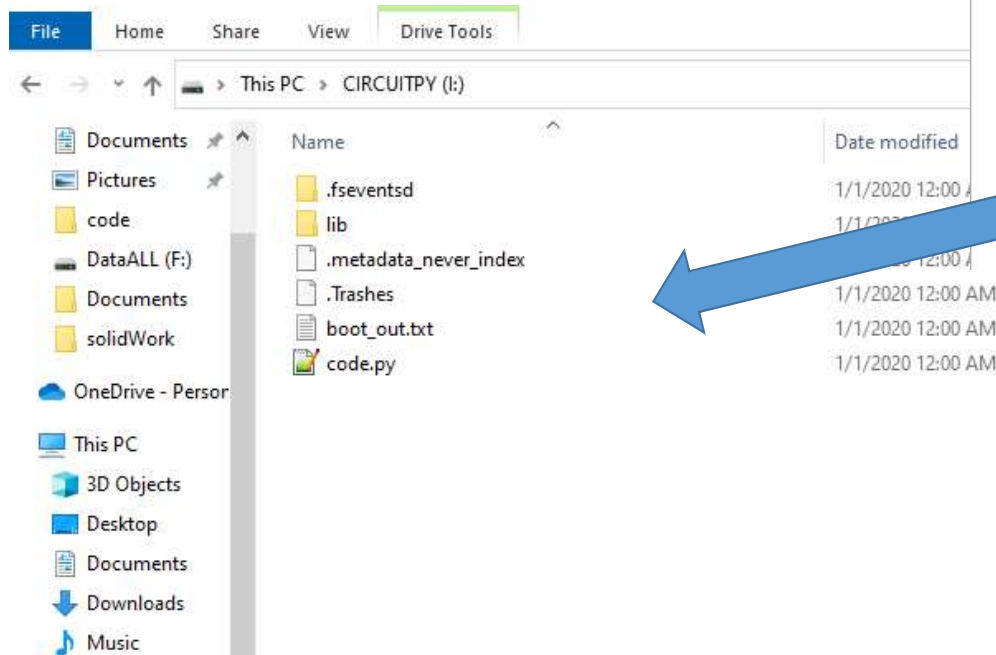 File Home Share View Drive Tools
This PC > CIRCUITPY (I:)
Documents
Pictures
code
DataALL (F:)
Documents
solidWork
OneDrive - Person
This PC
3D Objects
Desktop
Documents
Downloads
Music
Name Date modified
.fseventsd 1/1/2020 12:00
lib
.metadata_never_index 12:00
.Trashes 1/1/2020 12:00 AM
boot_out.txt 1/1/2020 12:00 AM
code.py 1/1/2020 12:00 AM